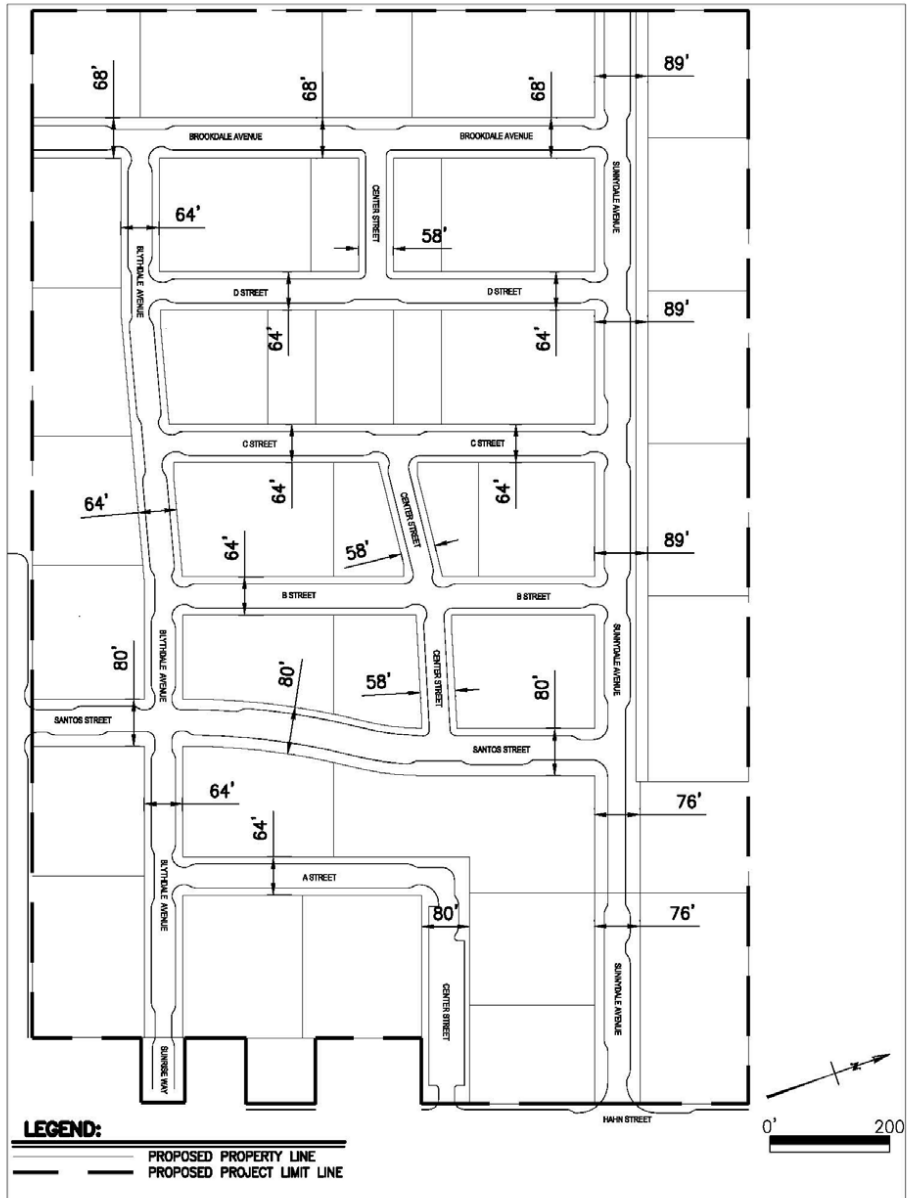 89'
68'
68'
68'
BROOKDALE AVENUE
BROOKDALE AVENUE
SUNNYDALE AVENUE
CENTER STREET
64'
58'
BLYTHDALE AVENUE
D STREET
D STREET
89'
64'
64'
C STREET
C STREET
64'
64'
CENTER STREET
64'
64'
58'
89'
B STREET
B STREET
BLYTHDALE AVENUE
SUNNYDALE AVENUE
CENTER STREET
80'
80'
58'
80'
SANTOS STREET
SANTOS STREET
64'
76'
64'
BLYTHDALE AVENUE
A STREET
80'
76'
CENTER STREET
SUNNYDALE AVENUE
SUNRISE WAY
N
HAHN STREET
0'
200
LEGEND:
PROPOSED PROPERTY LINE
PROPOSED PROJECT LIMIT LINE